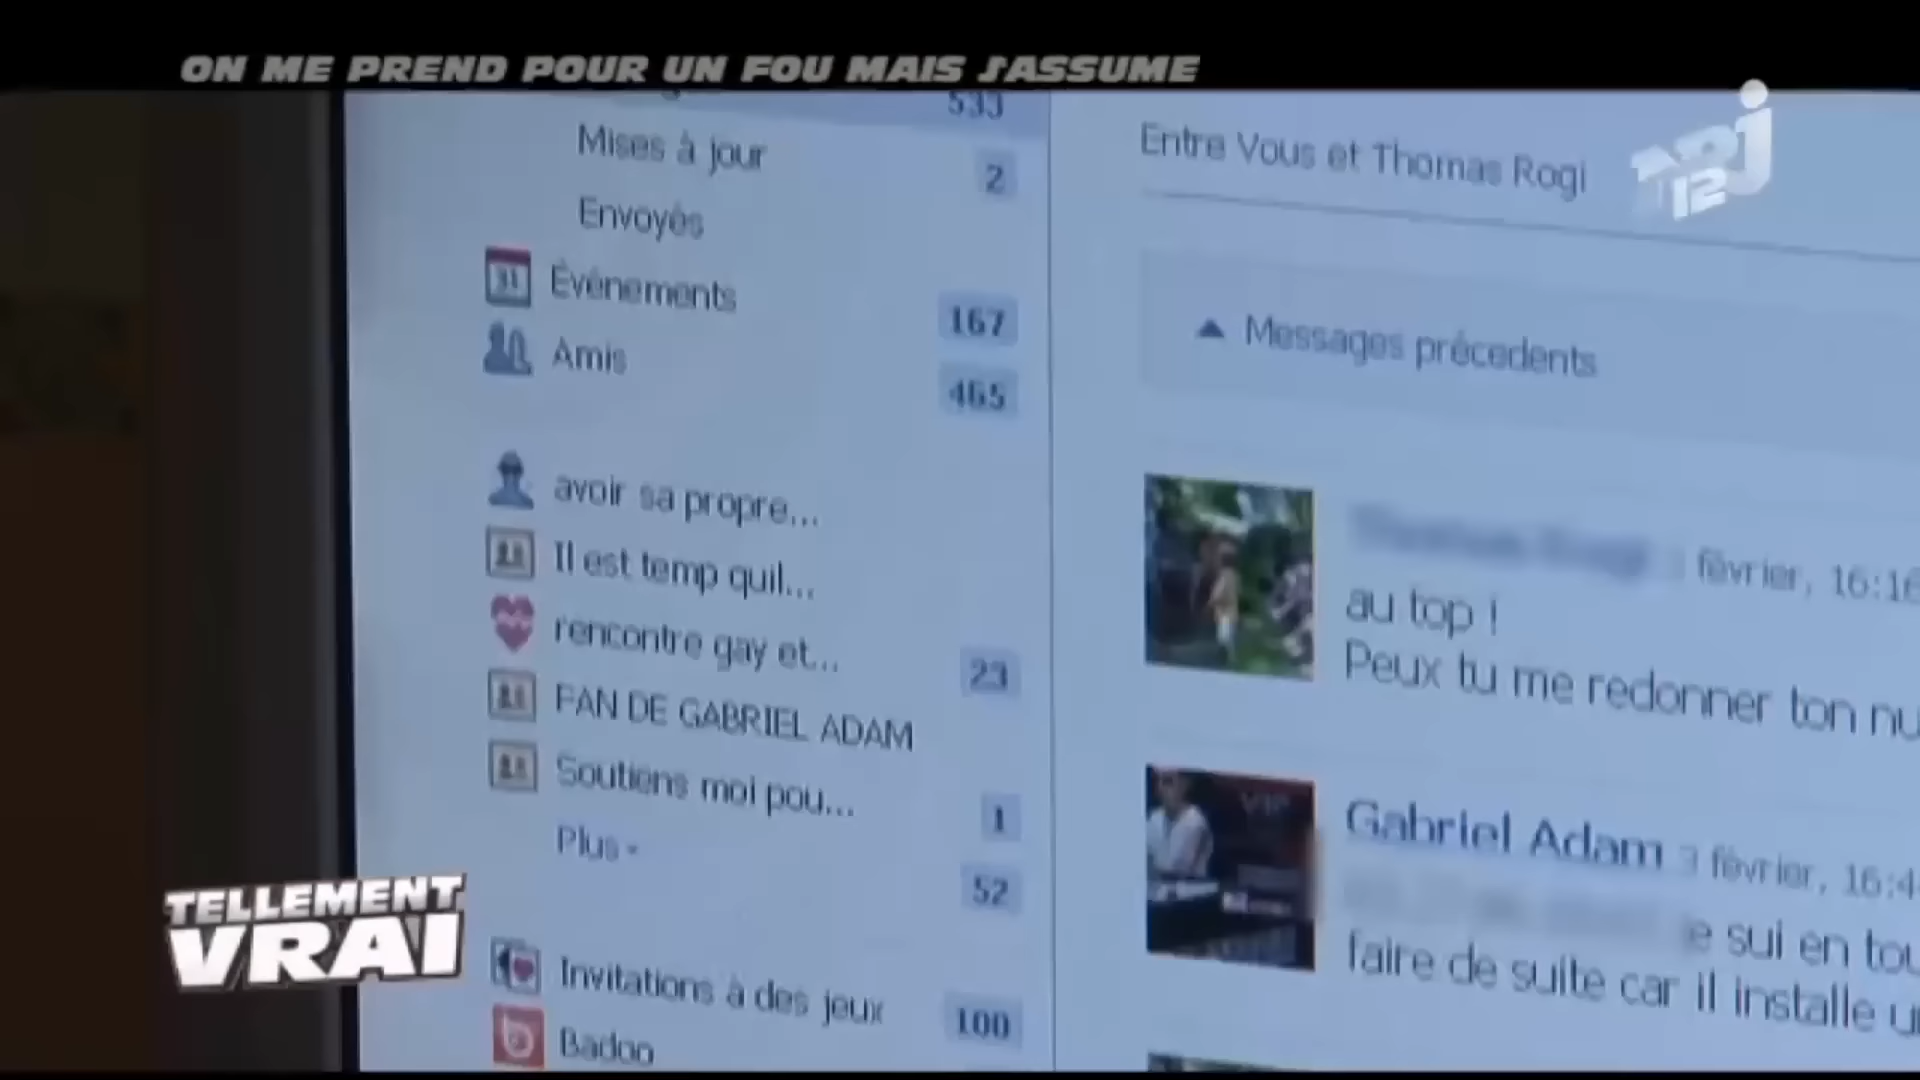 ON ME PREND POUR UN FOU MAIS J'ASSUME
NRJ 12
533
Mises à jour 2
Envoyés
Événements 167
Amis 465
avoir sa propre...
Il est temp quil...
rencontre gay et... 23
FAN DE GABRIEL ADAM
Soutiens moi pou... 1
Plus 52
Invitations à des jeux 100
Badoo
Entre Vous et Thomas Rogi
Messages précedents
février, 16:16
au top !
Peux tu me redonner ton nu
VIP
Gabriel Adam 3 février, 16:4
e sui en tou
faire de suite car il installe u
TELLEMENT
VRAI